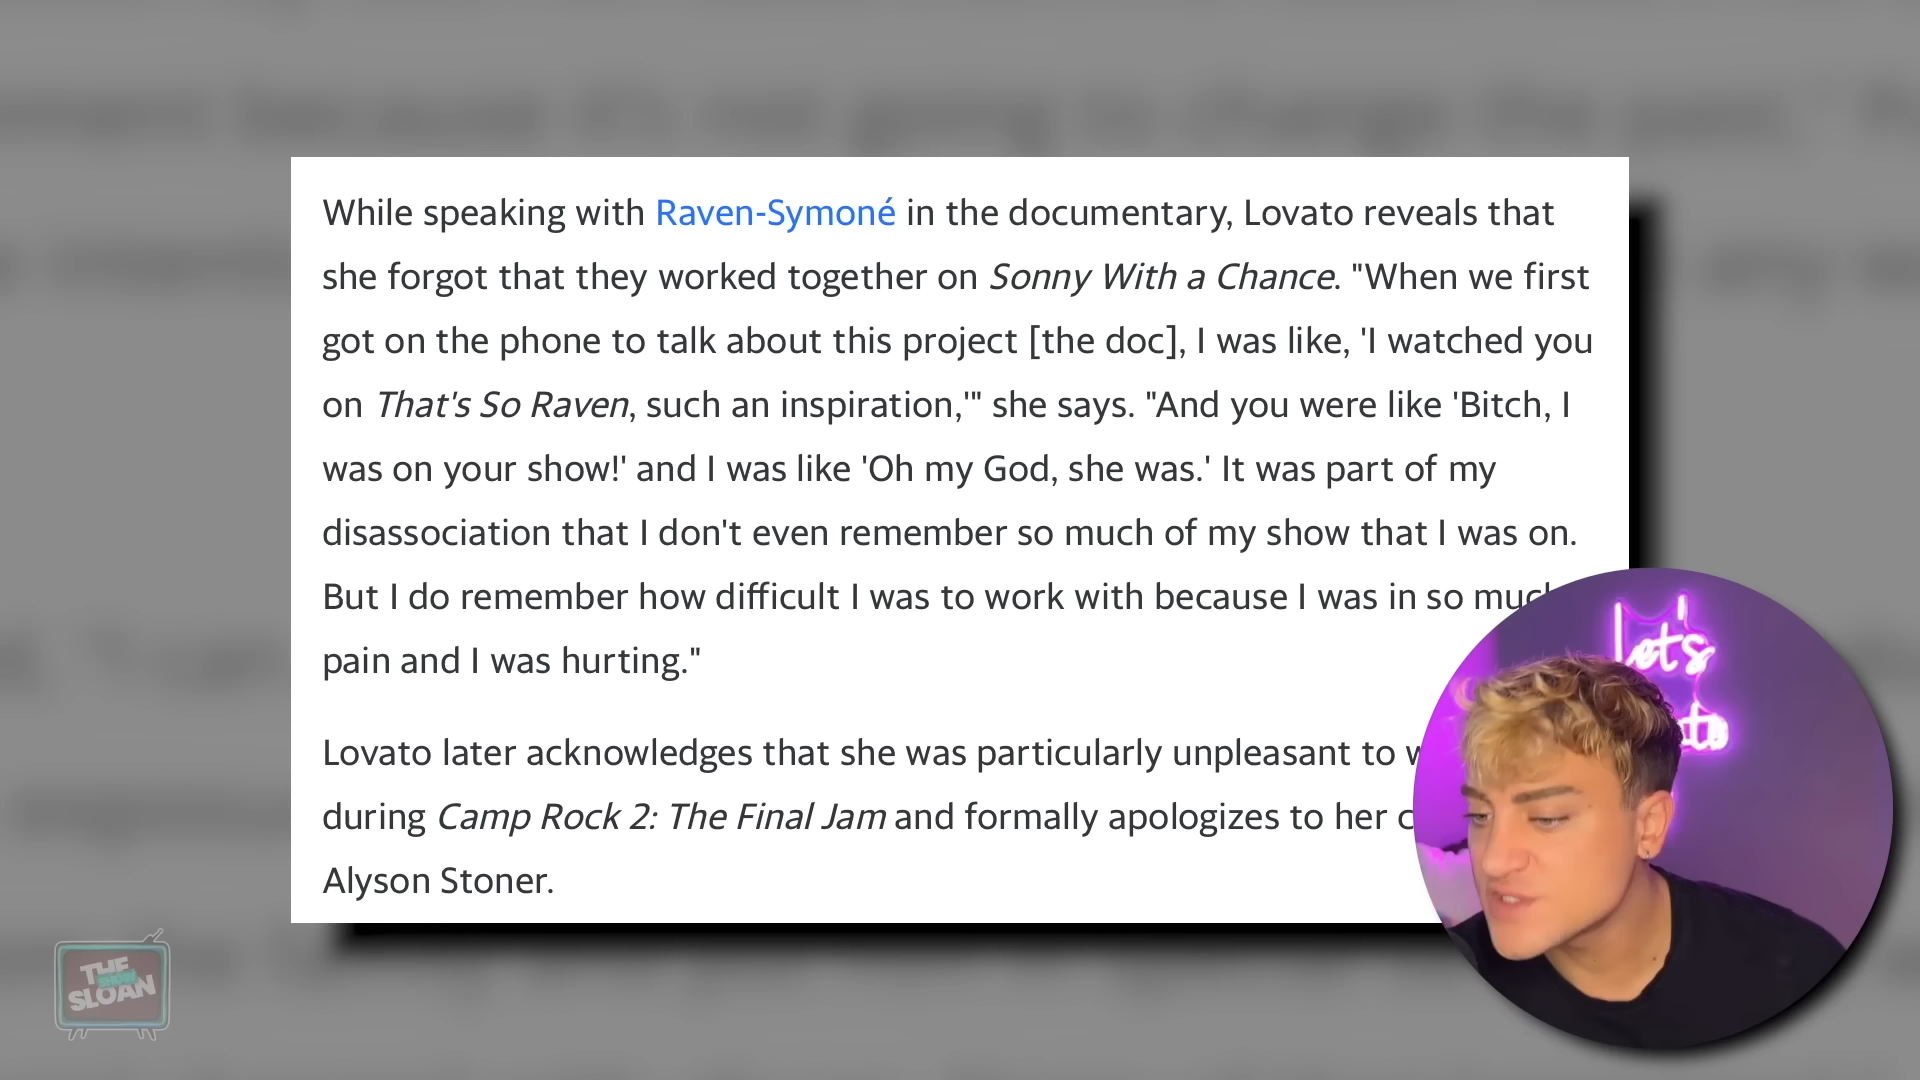 While speaking with Raven-Symoné in the documentary, Lovato reveals that
she forgot that they worked together on Sonny With a Chance. "When we first
got on the phone to talk about this project [the doc], I was like, 'I watched you
on That's So Raven, such an inspiration,'" she says. "And you were like 'Bitch, I
was on your show!' and I was like 'Oh my God, she was.' It was part of my
disassociation that I don't even remember so much of my show that I was on.
But I do remember how difficult I was to work with because I was in so much
pain and I was hurting."
Lovato later acknowledges that she was particularly unpleasant to
during Camp Rock 2: The Final Jam and formally apologizes to her
Alyson Stoner.
Let's
THE
SHOW
SLOAN